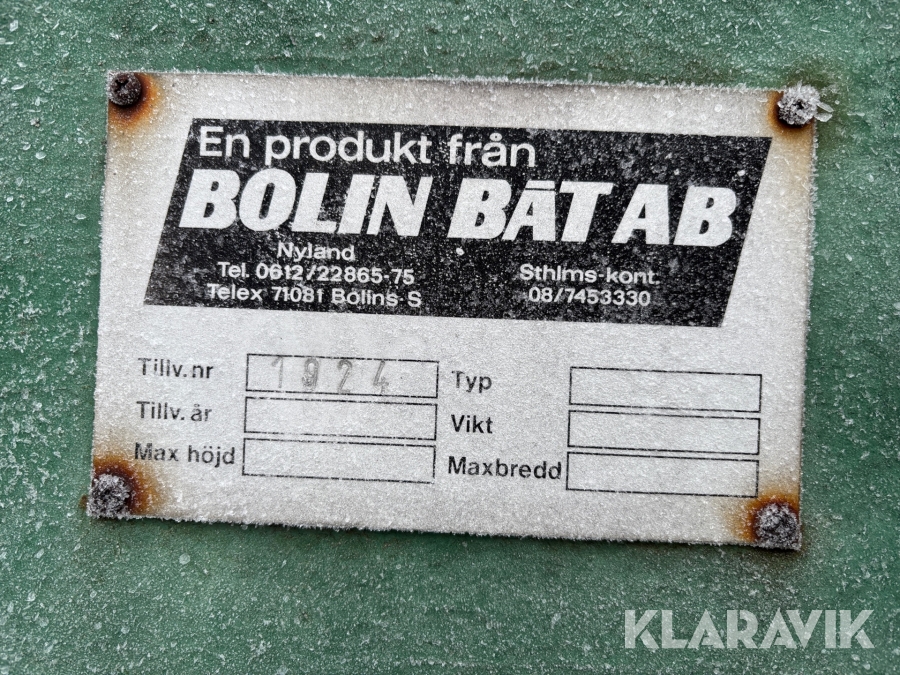 En produkt från
BOLIN BÅT AB
Nyland
Tel. 0612/22865-75
Telex 71081 Bolins-S
Sthlms-kont.
08/7453330
Tillv.nr 1924
Tillv. år
Max höjd
Typ
Vikt
Maxbredd
KLARAVIK